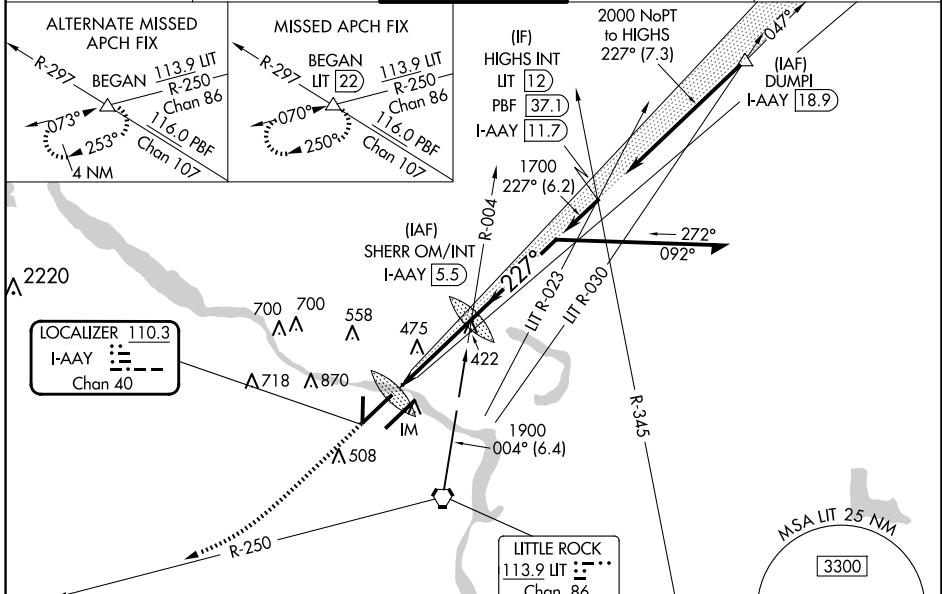 ALTERNATE MISSED
APCH FIX
R-297
BEGAN
113.9 LIT
R-250
Chan 86
073°
253°
4 NM
116.0 PBF
Chan 107
MISSED APCH FIX
R-297
BEGAN
LIT 22
113.9 LIT
R-250
Chan 86
070°
250°
116.0 PBF
Chan 107
2000 NoPT
to HIGHS
227° (7.3)
047°
(IAF)
DUMPI
I-AAY 18.9
(IF)
HIGHS INT
LIT 12
PBF 37.1
I-AAY 11.7
1700
227° (6.2)
R-004
(IAF)
SHERR OM/INT
I-AAY 5.5
227°
272°
092°
LIT R-023
LIT R-030
R-345
2220
700
700
558
475
422
718
870
508
IM
LOCALIZER 110.3
I-AAY
Chan 40
1900
004° (6.4)
R-250
LITTLE ROCK
113.9 LIT
Chan 86
MSA LIT 25 NM
3300